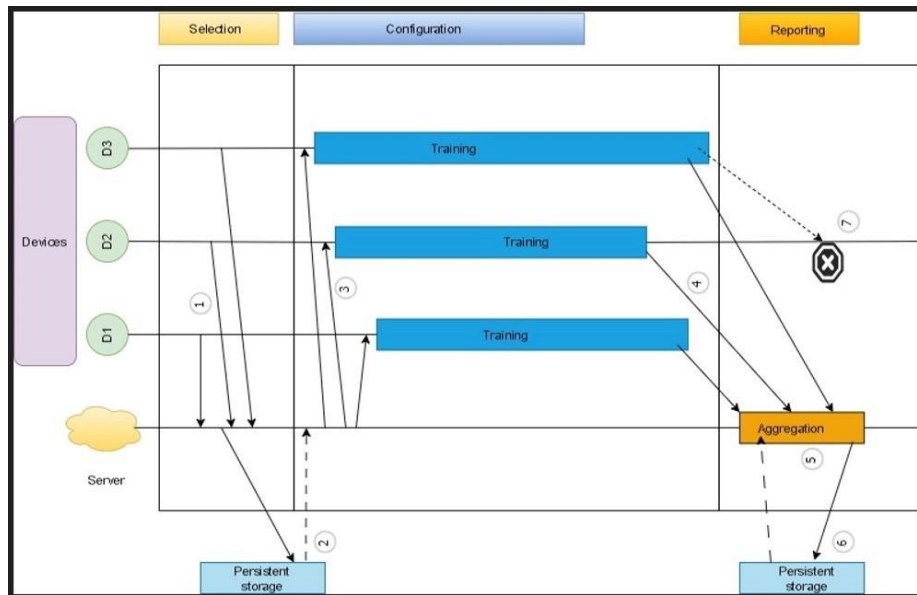 Selection
Configuration
Reporting
Devices
D3
Training
D2
Training
7
1
3
4
D1
Training
Server
Aggregation
5
2
6
Persistent
storage
Persistent
storage